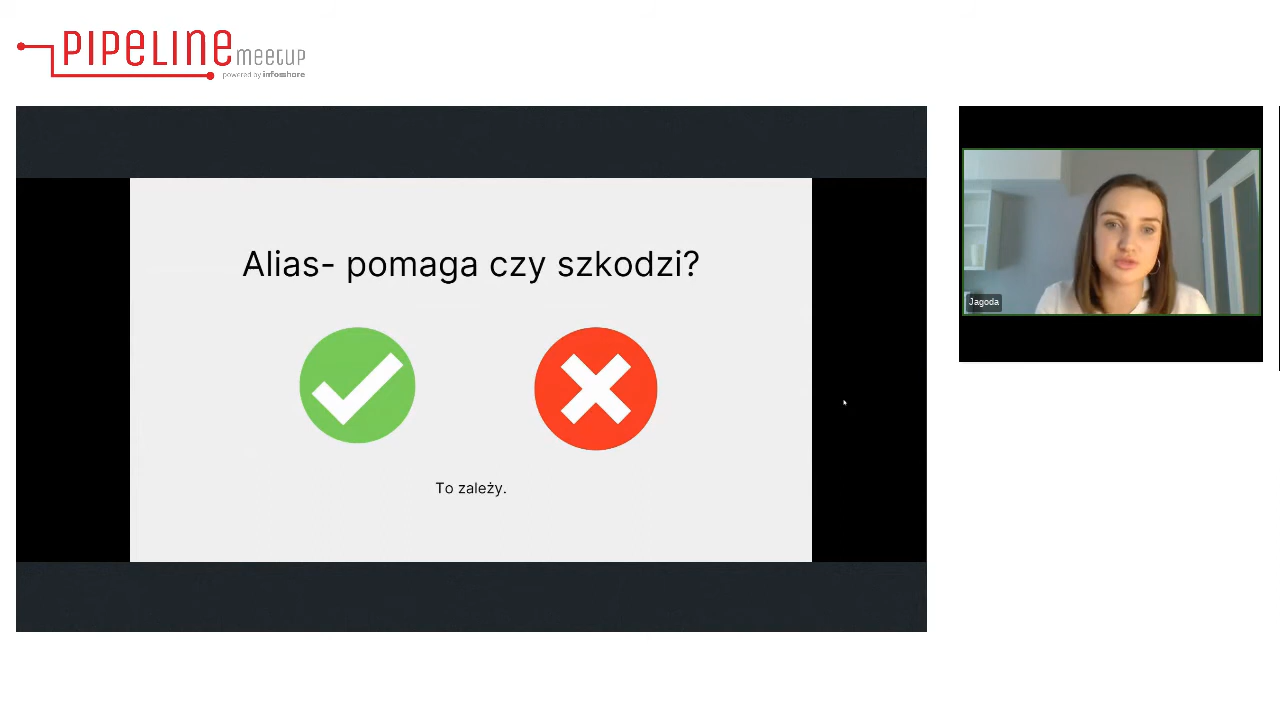 PIPELINE meetup
powered by infoshare
Alias- pomaga czy szkodzi?
To zależy.
Jagoda